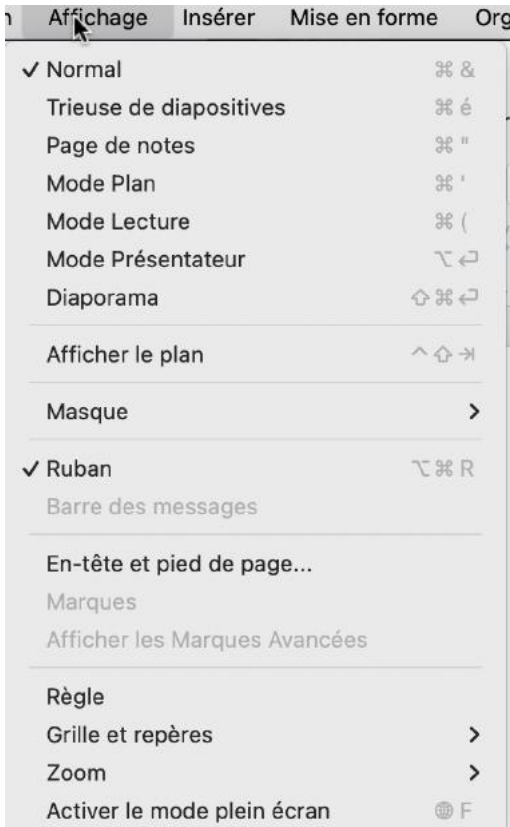 Affichage Insérer Mise en forme Org
✓ Normal ⌘ &
Trieuse de diapositives ⌘ é
Page de notes ⌘ "
Mode Plan ⌘ '
Mode Lecture ⌘ (
Mode Présentateur ⌥ ↩
Diaporama ⇧ ⌘ ↩
Afficher le plan ^ ⇧ ⇥
Masque >
✓ Ruban ⌥ ⌘ R
Barre des messages
En-tête et pied de page...
Marques
Afficher les Marques Avancées
Règle
Grille et repères >
Zoom >
Activer le mode plein écran 🌐 F